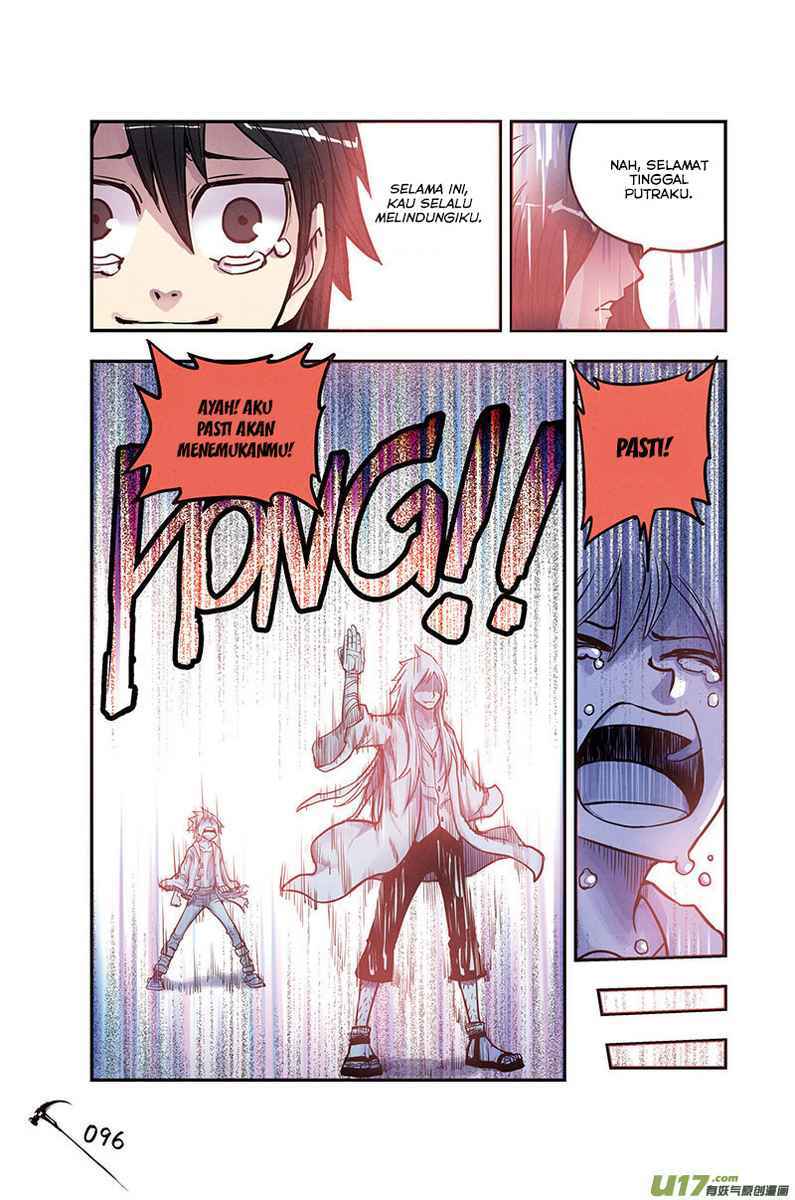 SELAMA INI,
KAU SELALU
MELINDUNGIKU.
NAH, SELAMAT
TINGGAL
PUTRAKU.
AYAH! AKU
PASTI AKAN
MENEMUKANMU!
HONG!!
PASTI!
096
U17.com
有妖气原创漫画